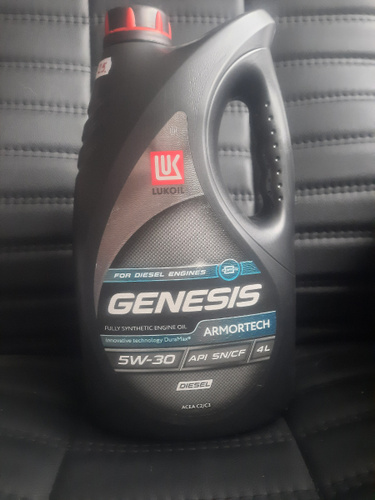 LUKOIL
FOR DIESEL ENGINES
GENESIS
FULLY SYNTHETIC ENGINE OIL
ARMORTECH
Innovative technology DuraMax®
5W-30 API SN/CF 4L
DIESEL
ACEA C2/C3